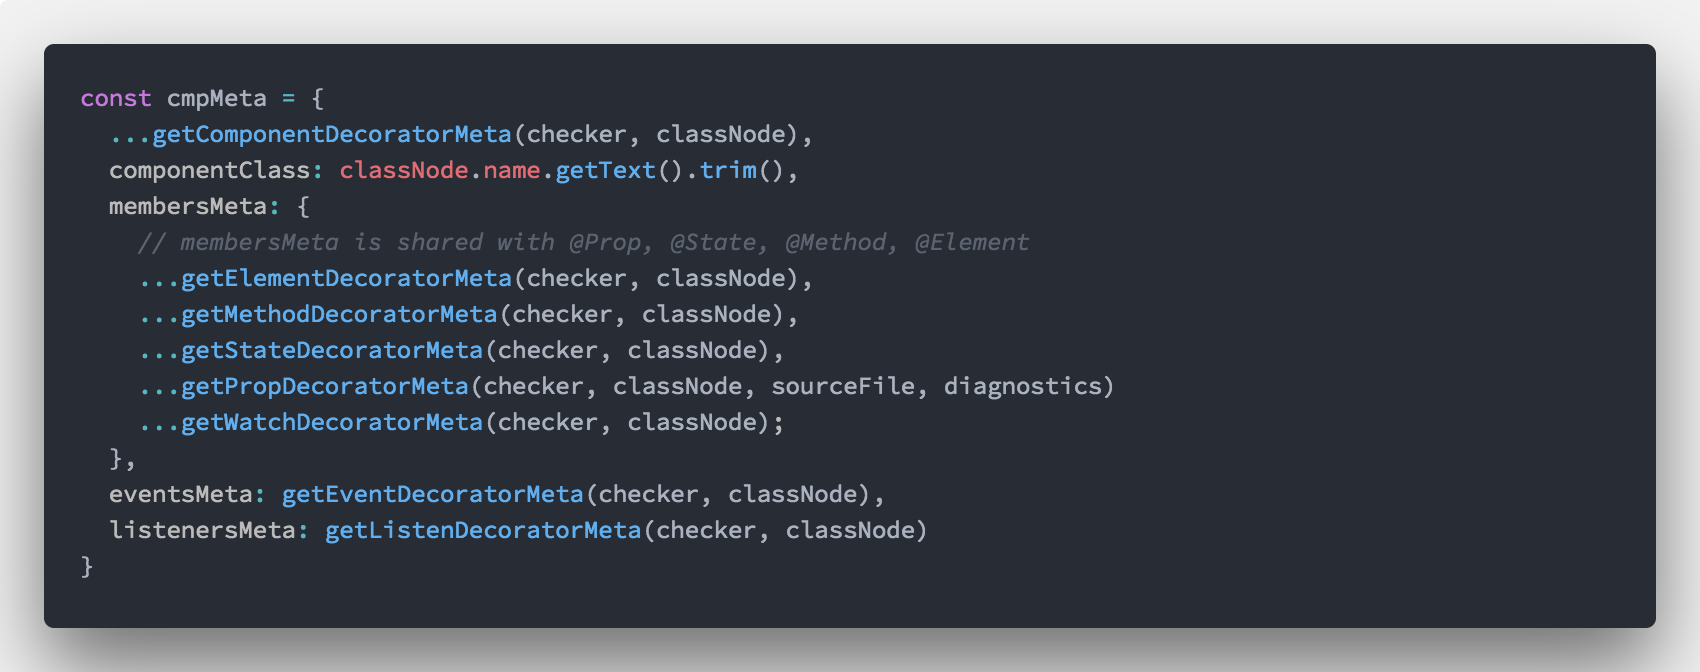 const cmpMeta = {
  ...getComponentDecoratorMeta(checker, classNode),
  componentClass: classNode.name.getText().trim(),
  membersMeta: {
    // membersMeta is shared with @Prop, @State, @Method, @Element
    ...getElementDecoratorMeta(checker, classNode),
    ...getMethodDecoratorMeta(checker, classNode),
    ...getStateDecoratorMeta(checker, classNode),
    ...getPropDecoratorMeta(checker, classNode, sourceFile, diagnostics)
    ...getWatchDecoratorMeta(checker, classNode);
  },
  eventsMeta: getEventDecoratorMeta(checker, classNode),
  listenersMeta: getListenDecoratorMeta(checker, classNode)
}